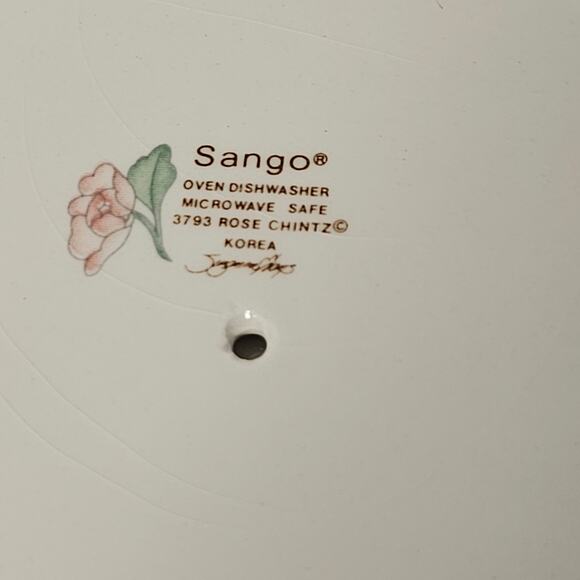 Sango®
OVEN DISHWASHER
MICROWAVE SAFE
3793 ROSE CHINTZ©
KOREA